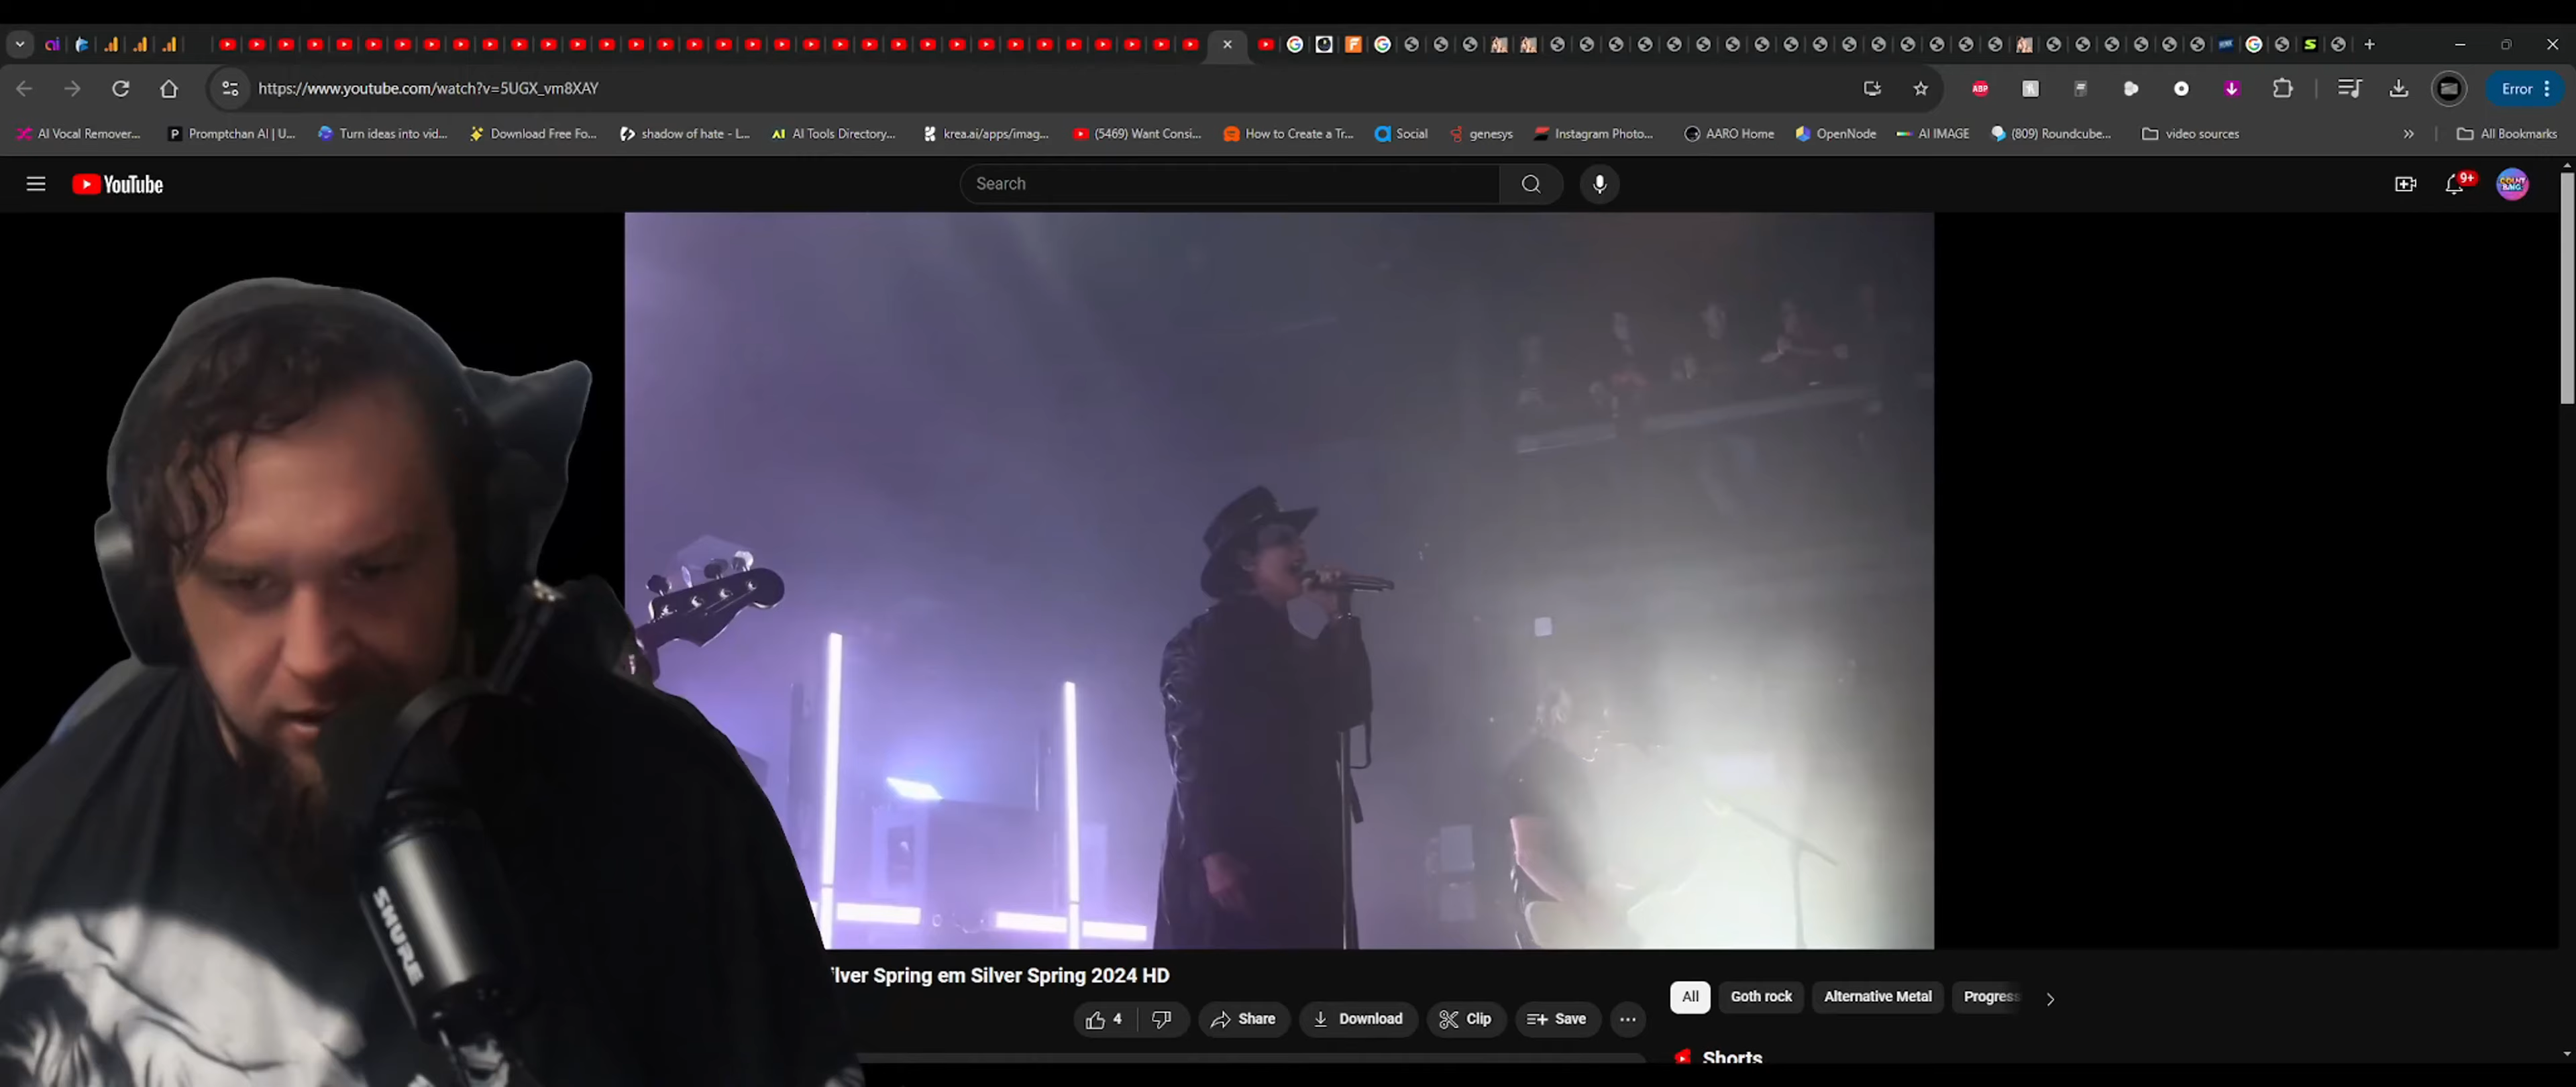 https://www.youtube.com/watch?v=5UGX_vm8XAY
ABP
Error
AI Vocal Remover...
Promptchan AI | U...
Turn ideas into vid...
Download Free Fo...
shadow of hate - L...
AI Tools Directory...
krea.ai/apps/imag...
(5469) Want Consi...
How to Create a Tr...
Social
genesys
Instagram Photo...
AARO Home
OpenNode
AI IMAGE
(809) Roundcube...
video sources
All Bookmarks
YouTube
Search
9+
ilver Spring em Silver Spring 2024 HD
4
Share
Download
Clip
Save
All
Goth rock
Alternative Metal
Progress
Shorts
SHURE